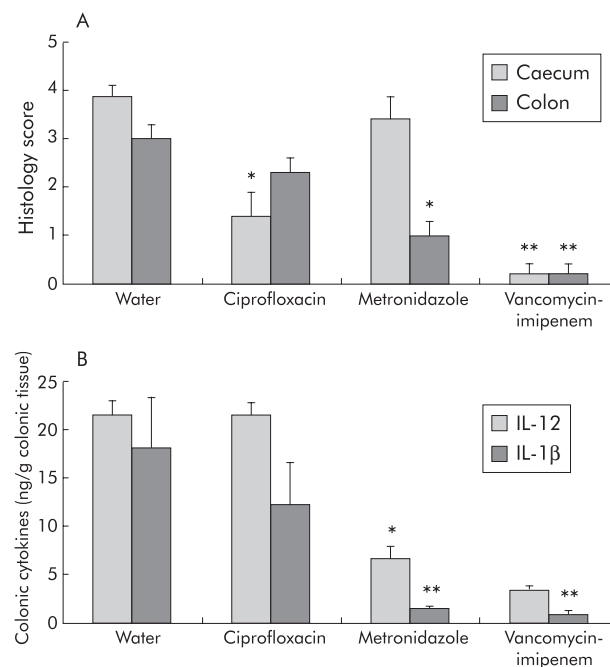 A
Histology score
5
4
3
2
1
0
Caecum
Colon
*
*
** **
Water Ciprofloxacin Metronidazole Vancomycin-
imipenem
B
Colonic cytokines (ng/g colonic tissue)
25
20
15
10
5
0
IL-12
IL-1β
*
**
**
Water Ciprofloxacin Metronidazole Vancomycin-
imipenem